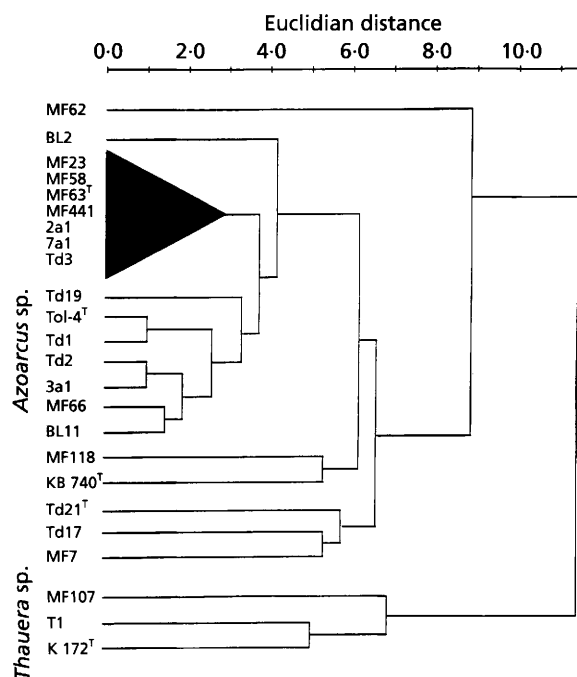 Euclidian distance
0·0 2·0 4·0 6·0 8·0 10·0
MF62
BL2
MF23
MF58
MF63ᵀ
MF441
2a1
7a1
Td3
Td19
Tol-4ᵀ
Td1
Td2
3a1
MF66
BL11
MF118
KB 740ᵀ
Td21ᵀ
Td17
MF7
Azoarcus sp.
MF107
T1
K 172ᵀ
Thauera sp.